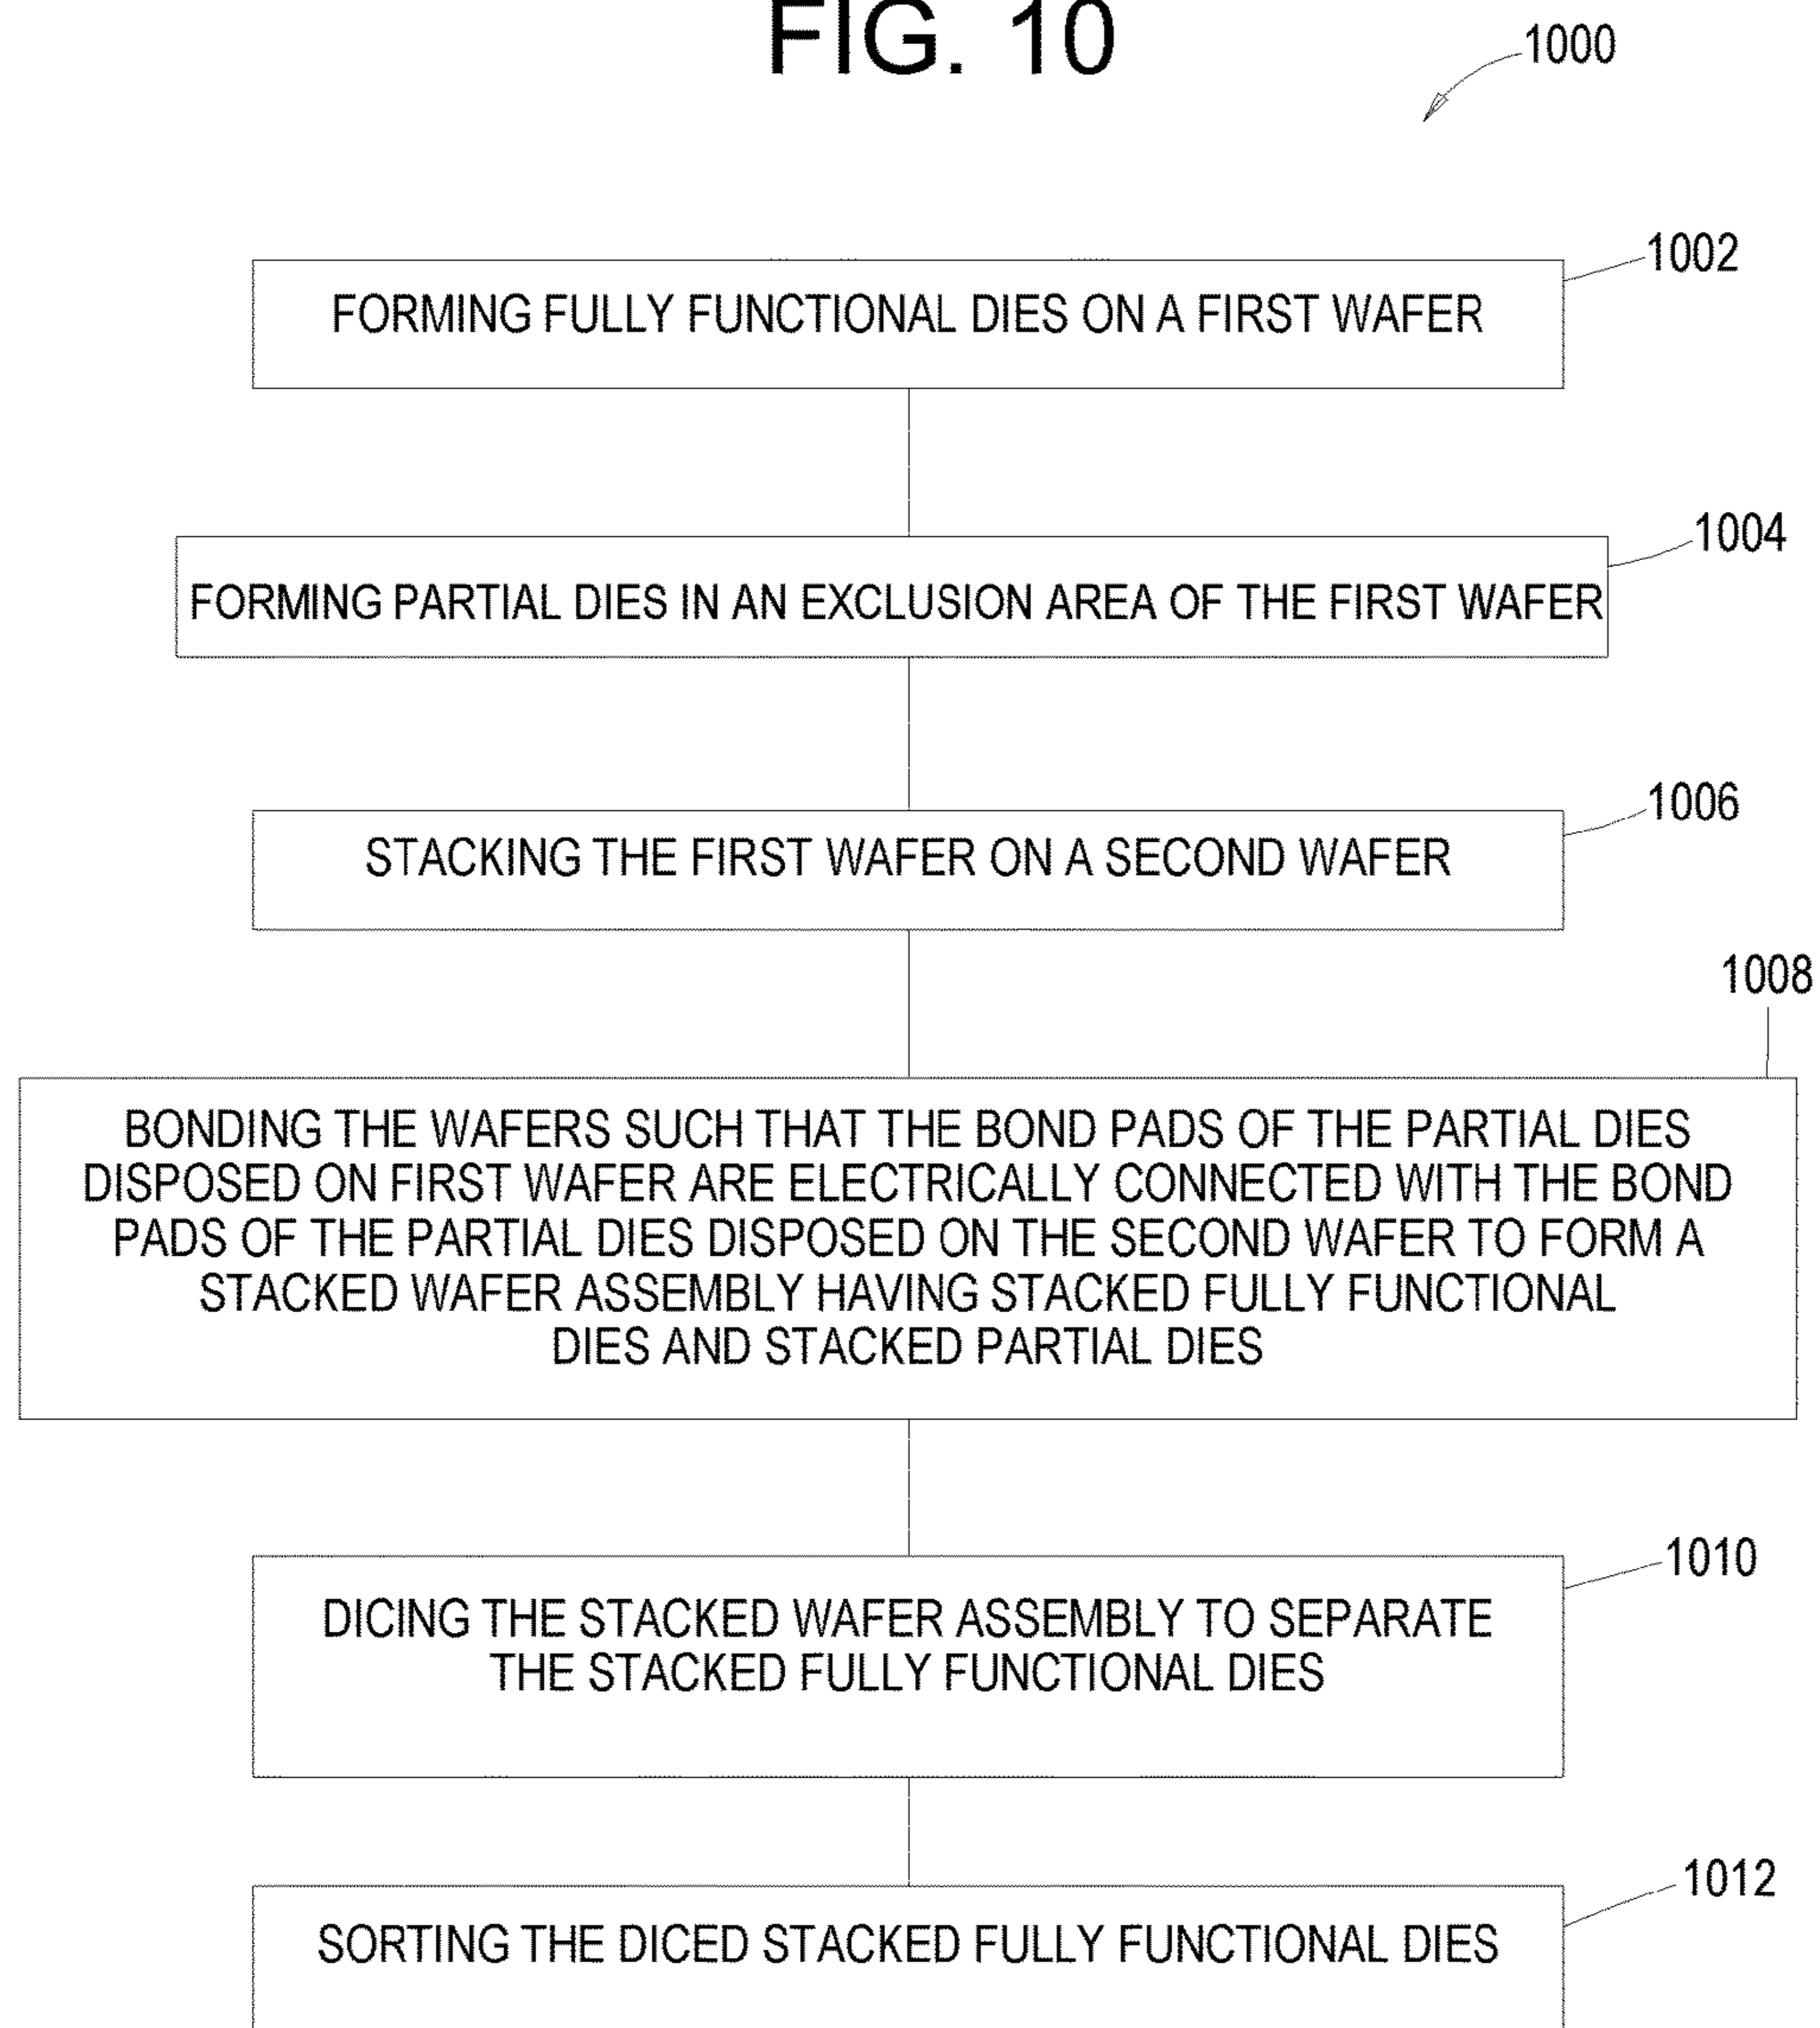 FIG. 10
1000
1002
FORMING FULLY FUNCTIONAL DIES ON A FIRST WAFER
1004
FORMING PARTIAL DIES IN AN EXCLUSION AREA OF THE FIRST WAFER
1006
STACKING THE FIRST WAFER ON A SECOND WAFER
1008
BONDING THE WAFERS SUCH THAT THE BOND PADS OF THE PARTIAL DIES
DISPOSED ON FIRST WAFER ARE ELECTRICALLY CONNECTED WITH THE BOND
PADS OF THE PARTIAL DIES DISPOSED ON THE SECOND WAFER TO FORM A
STACKED WAFER ASSEMBLY HAVING STACKED FULLY FUNCTIONAL
DIES AND STACKED PARTIAL DIES
1010
DICING THE STACKED WAFER ASSEMBLY TO SEPARATE
THE STACKED FULLY FUNCTIONAL DIES
1012
SORTING THE DICED STACKED FULLY FUNCTIONAL DIES